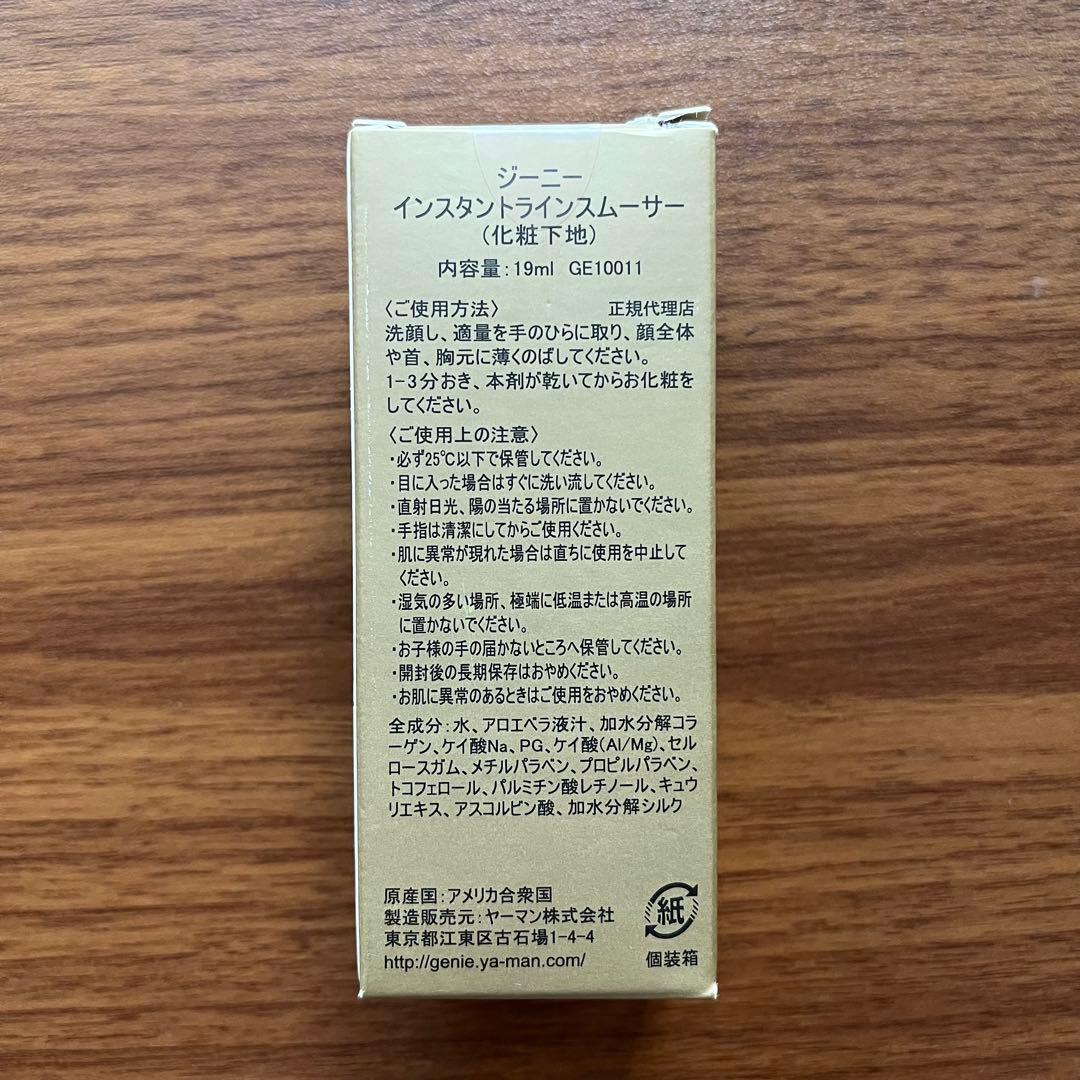 ジーニー
インスタントラインスムーサー
(化粧下地)
内容量:19ml GE10011
〈ご使用方法〉 正規代理店
洗顔し、適量を手のひらに取り、顔全体
や首、胸元に薄くのばしてください。
1-3分おき、本剤が乾いてからお化粧を
してください。
〈ご使用上の注意〉
・必ず25℃以下で保管してください。
・目に入った場合はすぐに洗い流してください。
・直射日光、陽の当たる場所に置かないでください。
・手指は清潔にしてからご使用ください。
・肌に異常が現れた場合は直ちに使用を中止して
ください。
・湿気の多い場所、極端に低温または高温の場所
に置かないでください。
・お子様の手の届かないところへ保管してください。
・開封後の長期保存はおやめください。
・お肌に異常のあるときはご使用をおやめください。
全成分:水、アロエベラ液汁、加水分解コラ
ーゲン、ケイ酸Na、PG、ケイ酸(Al/Mg)、セル
ロースガム、メチルパラベン、プロピルパラベン、
トコフェロール、パルミチン酸レチノール、キュウ
リエキス、アスコルビン酸、加水分解シルク
原産国:アメリカ合衆国
製造販売元:ヤーマン株式会社
東京都江東区古石場1-4-4
http://genie.ya-man.com/
紙
個装箱